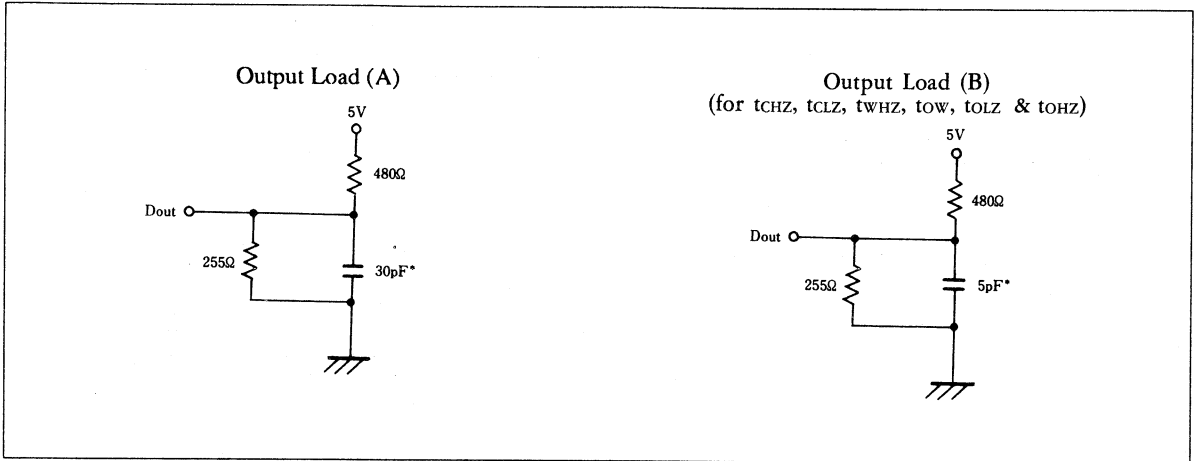 Output Load (A)
5V
480Ω
Dout
255Ω
30pF*
Output Load (B)
(for tCHZ, tCLZ, tWHZ, tOW, tOLZ & tOHZ)
5V
480Ω
Dout
255Ω
5pF*